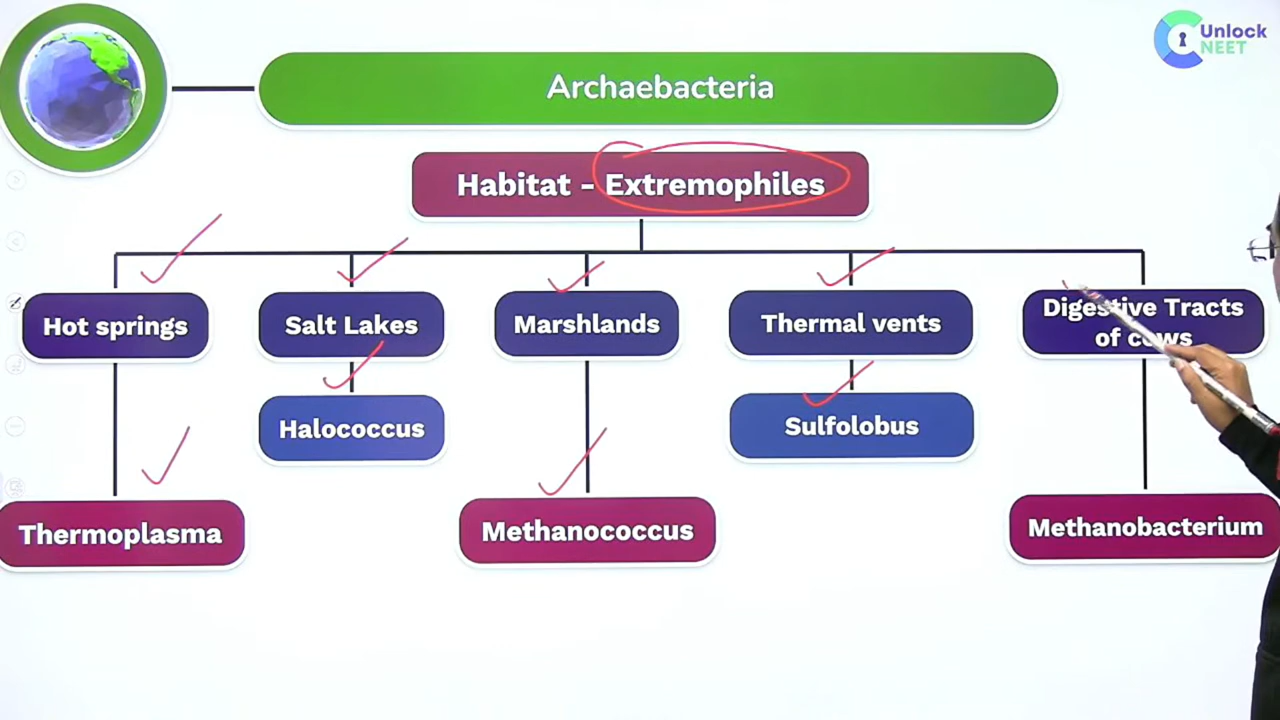 Unlock
NEET
Archaebacteria
Habitat - Extremophiles
Hot springs
Salt Lakes
Marshlands
Thermal vents
Digestive Tracts
of cows
Halococcus
Sulfolobus
Thermoplasma
Methanococcus
Methanobacterium